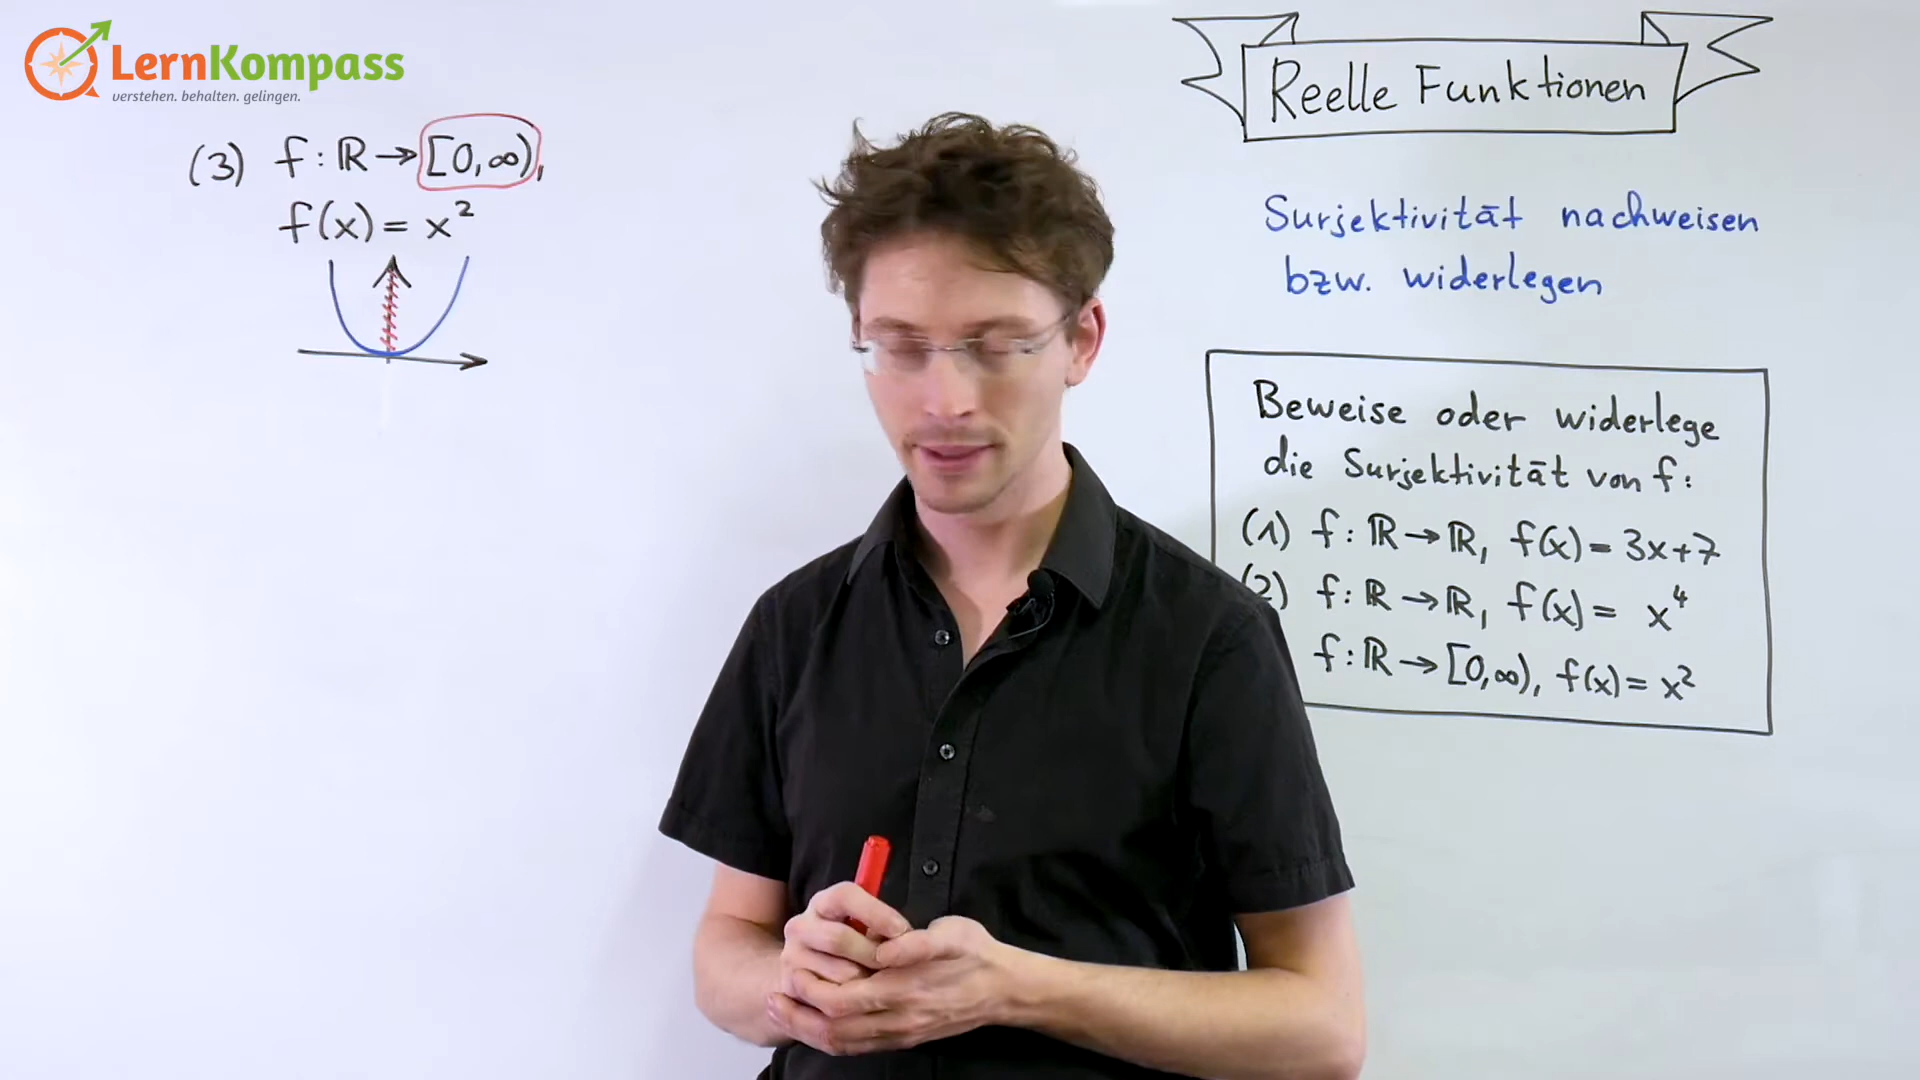 LernKompass
verstehen. behalten. gelingen.
(3) f: ℝ → [0,∞),
f(x) = x²
Reelle Funktionen
Surjektivität nachweisen
bzw. widerlegen
Beweise oder widerlege
die Surjektivität von f:
(1) f: ℝ → ℝ, f(x) = 3x+7
(2) f: ℝ → ℝ, f(x) = x⁴
f: ℝ → [0,∞), f(x) = x²